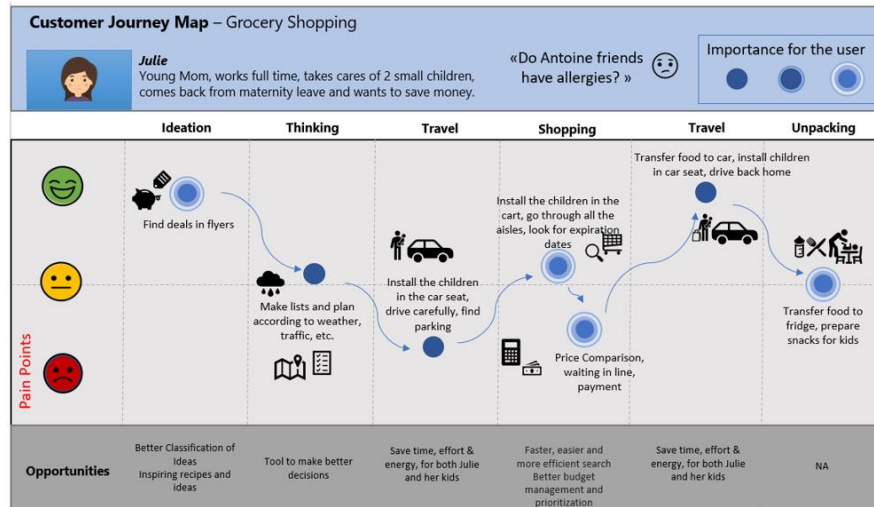 Customer Journey Map – Grocery Shopping
Julie
Young Mom, works full time, takes cares of 2 small children,
comes back from maternity leave and wants to save money.
«Do Antoine friends
have allergies? »
Importance for the user
Ideation
Thinking
Travel
Shopping
Travel
Unpacking
Find deals in flyers
Make lists and plan
according to weather,
traffic, etc.
Install the children
in the car seat,
drive carefully, find
parking
Install the children in the
cart, go through all the
aisles, look for expiration
dates
Price Comparison,
waiting in line,
payment
Transfer food to car, install children
in car seat, drive back home
Transfer food to
fridge, prepare
snacks for kids
Pain Points
Opportunities
Better Classification of
Ideas
Inspiring recipes and
ideas
Tool to make better
decisions
Save time, effort &
energy, for both Julie
and her kids
Faster, easier and
more efficient search
Better budget
management and
prioritization
Save time, effort &
energy, for both Julie
and her kids
NA